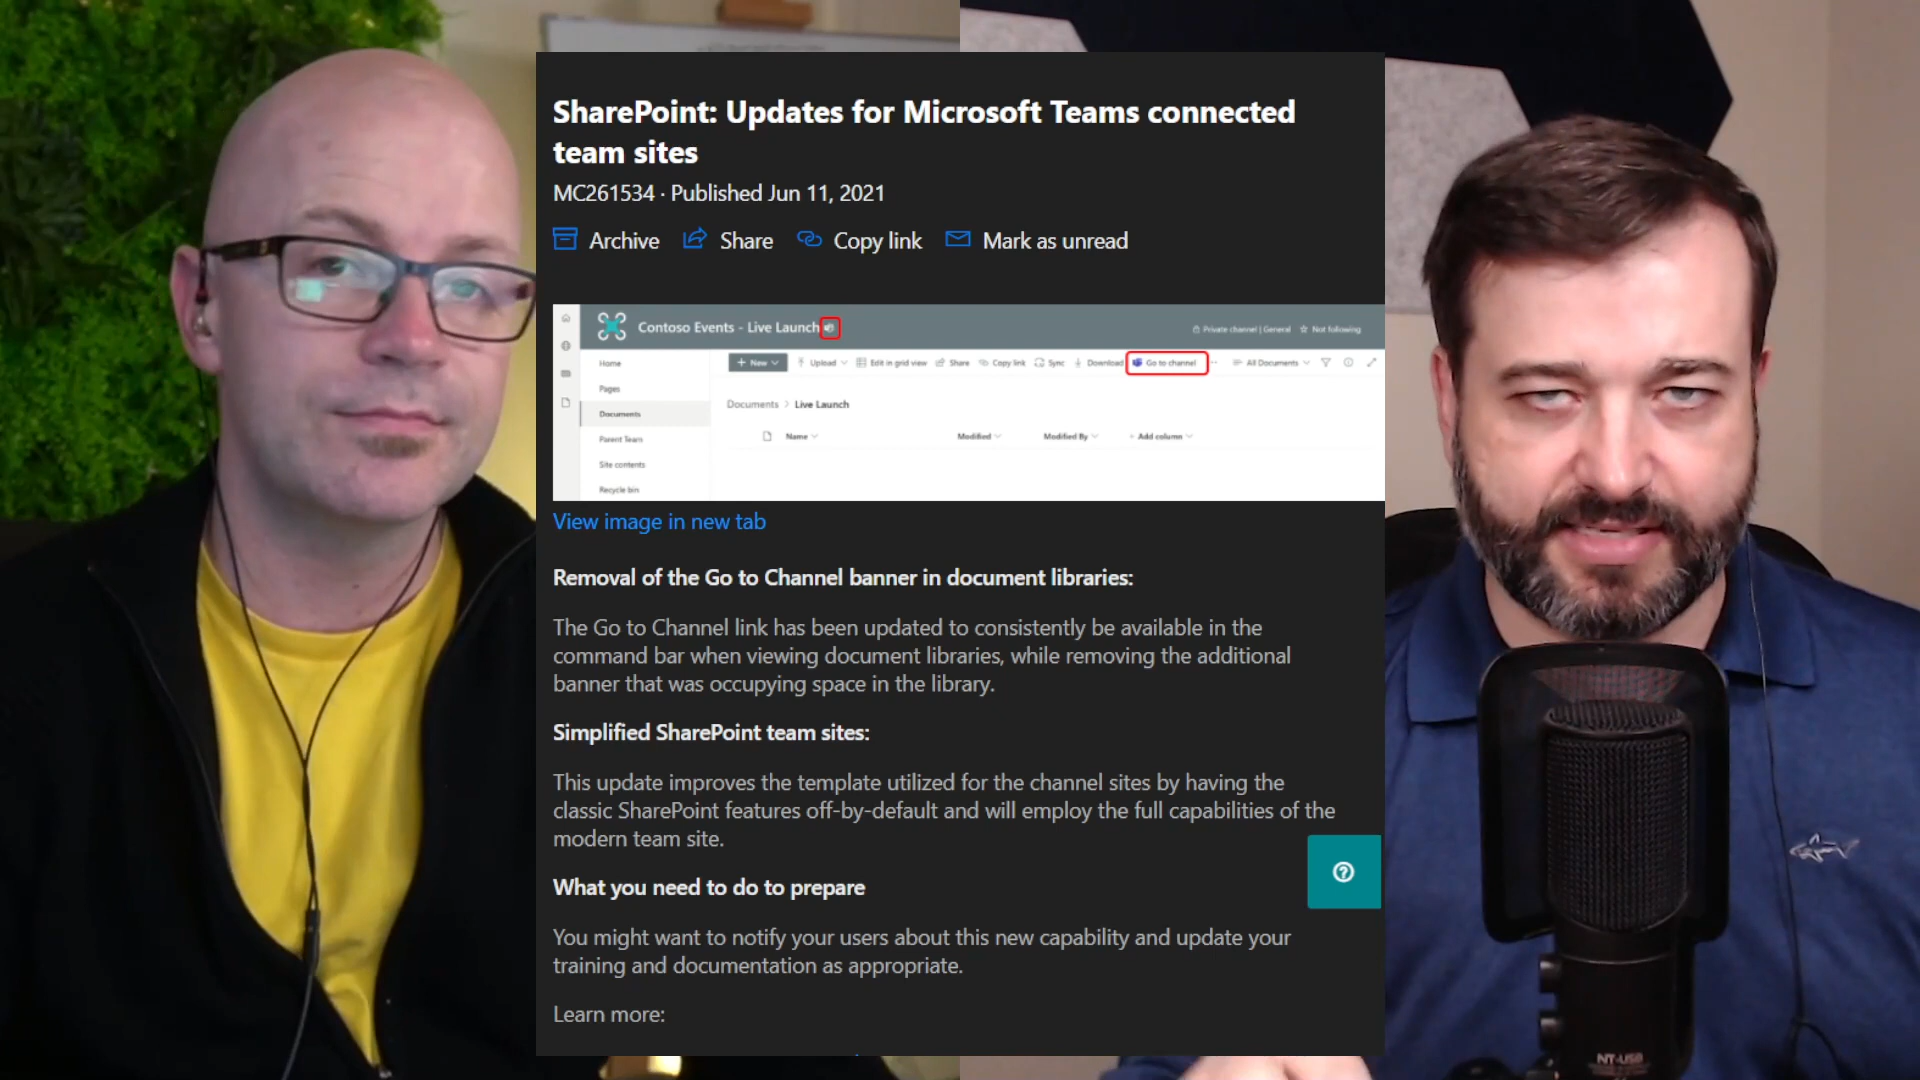 SharePoint: Updates for Microsoft Teams connected
team sites
MC261534 · Published Jun 11, 2021
Archive Share Copy link Mark as unread
Contoso Events - Live Launch
Private channel | General Not following
Home
+ New Upload Edit in grid view Share Copy link Sync Download Go to channel ··· All Documents
Pages
Documents
Documents > Live Launch
Parent Team
Name Modified Modified By + Add column
Site contents
Recycle bin
View image in new tab
Removal of the Go to Channel banner in document libraries:
The Go to Channel link has been updated to consistently be available in the
command bar when viewing document libraries, while removing the additional
banner that was occupying space in the library.
Simplified SharePoint team sites:
This update improves the template utilized for the channel sites by having the
classic SharePoint features off-by-default and will employ the full capabilities of the
modern team site.
What you need to do to prepare
You might want to notify your users about this new capability and update your
training and documentation as appropriate.
Learn more:
NT-USB